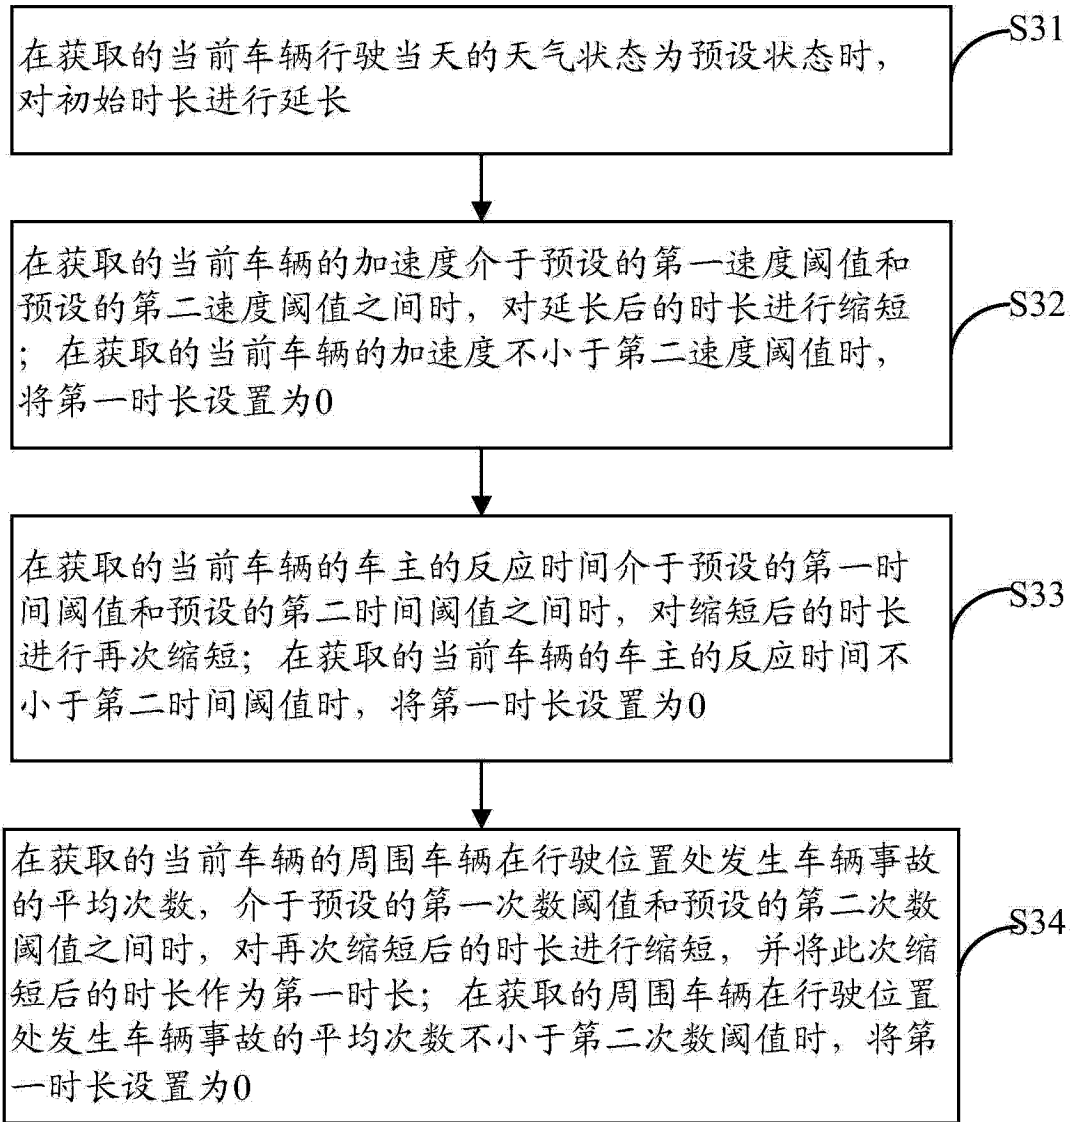 在获取的当前车辆行驶当天的天气状态为预设状态时，
对初始时长进行延长
S31
在获取的当前车辆的加速度介于预设的第一速度阈值和
预设的第二速度阈值之间时，对延长后的时长进行缩短
；在获取的当前车辆的加速度不小于第二速度阈值时，
将第一时长设置为0
S32
在获取的当前车辆的车主的反应时间介于预设的第一时
间阈值和预设的第二时间阈值之间时，对缩短后的时长
进行再次缩短；在获取的当前车辆的车主的反应时间不
小于第二时间阈值时，将第一时长设置为0
S33
在获取的当前车辆的周围车辆在行驶位置处发生车辆事故
的平均次数，介于预设的第一次数阈值和预设的第二次数
阈值之间时，对再次缩短后的时长进行缩短，并将此次缩
短后的时长作为第一时长；在获取的周围车辆在行驶位置
处发生车辆事故的平均次数不小于第二次数阈值时，将第
一时长设置为0
S34